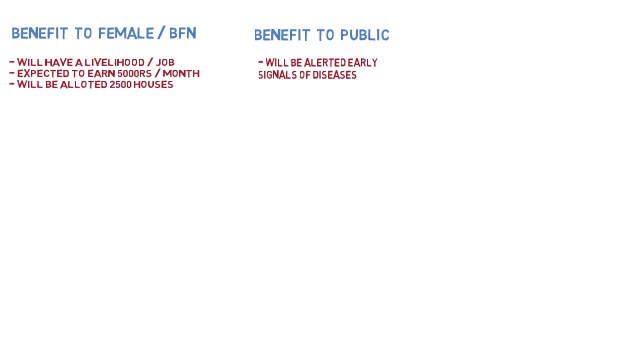 BENEFIT TO FEMALE / BFN
- WILL HAVE A LIVELIHOOD / JOB
- EXPECTED TO EARN 5000RS / MONTH
- WILL BE ALLOTED 2500 HOUSES
BENEFIT TO PUBLIC
- WILL BE ALERTED EARLY
SIGNALS OF DISEASES